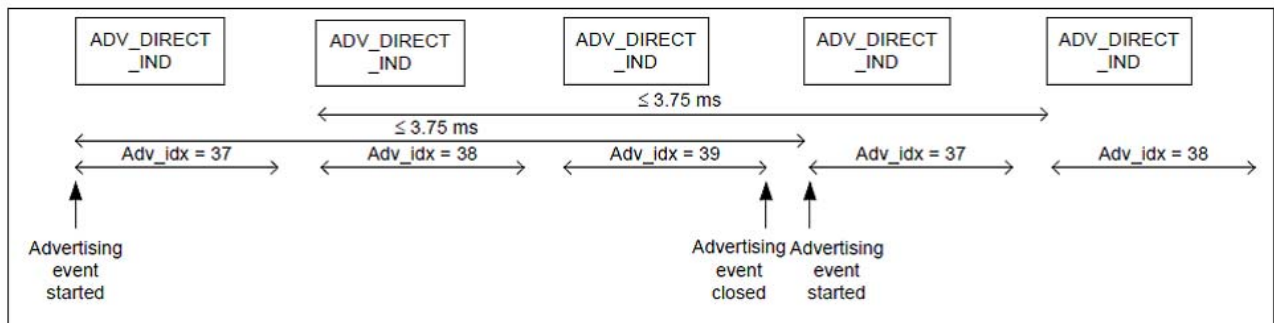 ADV_DIRECT
_IND
ADV_DIRECT
_IND
ADV_DIRECT
_IND
ADV_DIRECT
_IND
ADV_DIRECT
_IND
≤ 3.75 ms
≤ 3.75 ms
Adv_idx = 37
Adv_idx = 38
Adv_idx = 39
Adv_idx = 37
Adv_idx = 38
Advertising
event
started
Advertising
event
closed
Advertising
event
started